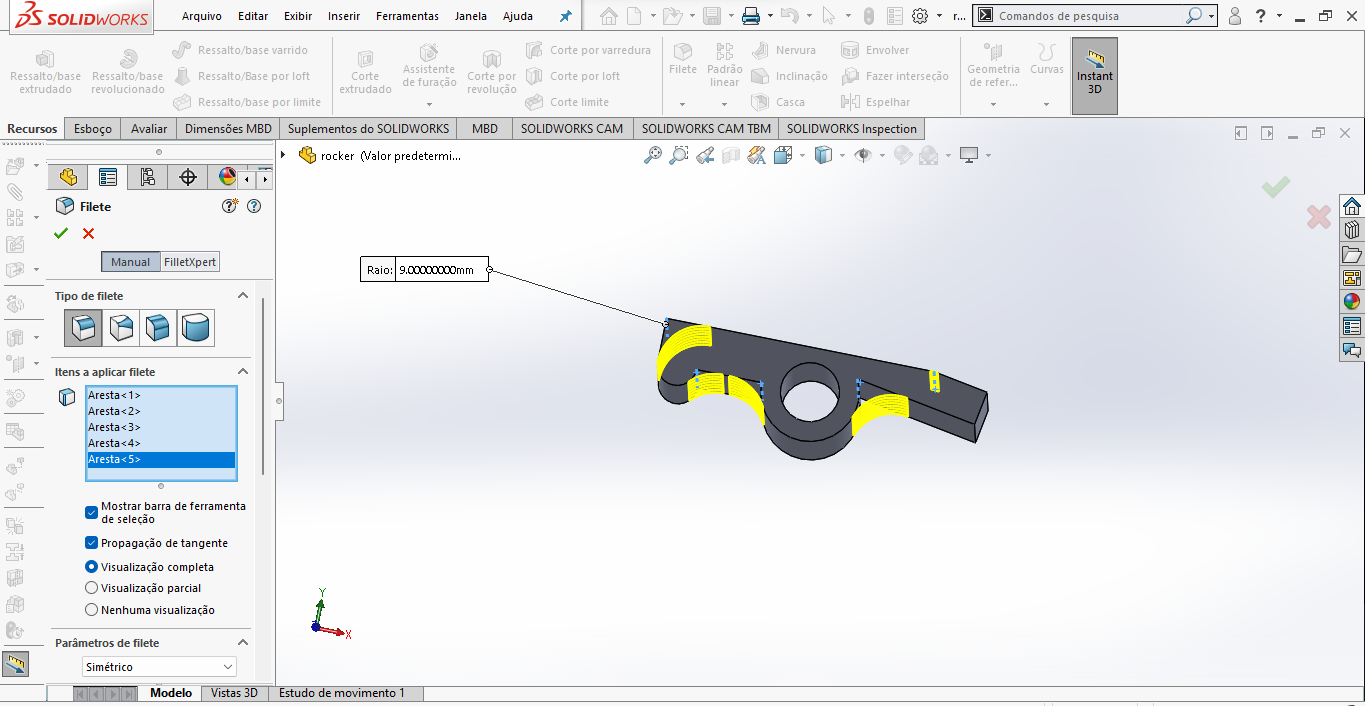 SOLIDWORKS
Arquivo Editar Exibir Inserir Ferramentas Janela Ajuda
r...
Comandos de pesquisa
Ressalto/base
extrudado
Ressalto/base
revolucionado
Ressalto/base varrido
Ressalto/Base por loft
Ressalto/base por limite
Corte
extrudado
Assistente
de furação
Corte por
revolução
Corte por varredura
Corte por loft
Corte limite
Filete
Padrão
linear
Nervura
Inclinação
Casca
Envolver
Fazer interseção
Espelhar
Geometria
de refer...
Curvas
Instant
3D
Recursos Esboço Avaliar Dimensões MBD Suplementos do SOLIDWORKS MBD SOLIDWORKS CAM SOLIDWORKS CAM TBM SOLIDWORKS Inspection
rocker (Valor predetermi...
Filete
Manual FilletXpert
Tipo de filete
Itens a aplicar filete
Aresta<1>
Aresta<2>
Aresta<3>
Aresta<4>
Aresta<5>
Mostrar barra de ferramenta
de seleção
Propagação de tangente
Visualização completa
Visualização parcial
Nenhuma visualização
Parâmetros de filete
Simétrico
Raio: 9.00000000mm
Y
X
Modelo Vistas 3D Estudo de movimento 1